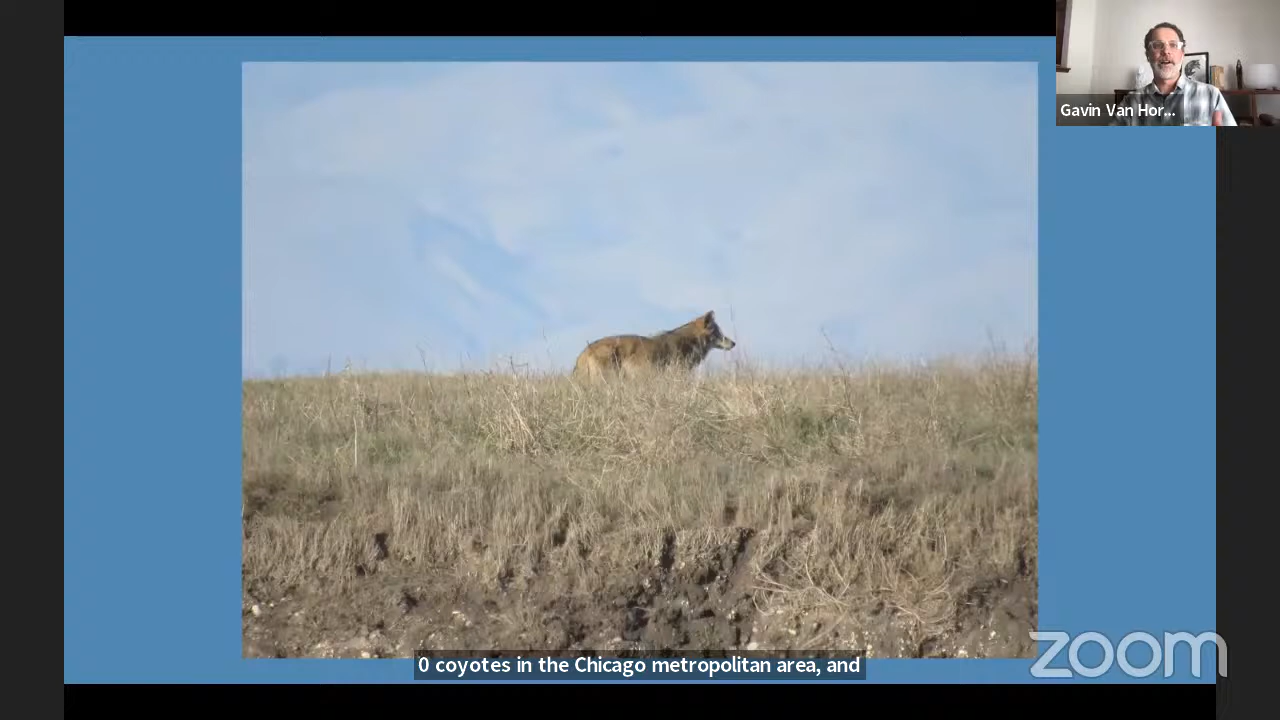 Gavin Van Hor...
0 coyotes in the Chicago metropolitan area, and
zoom